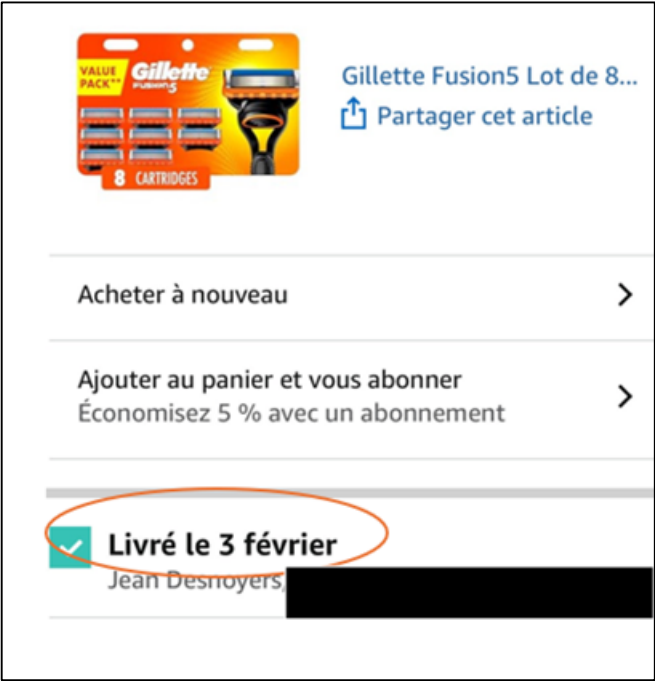 VALUE
PACK**
Gillette
FUSION5
8 CARTRIDGES
Gillette Fusion5 Lot de 8...
Partager cet article
Acheter à nouveau
Ajouter au panier et vous abonner
Économisez 5 % avec un abonnement
Livré le 3 février
Jean Desnoyers,